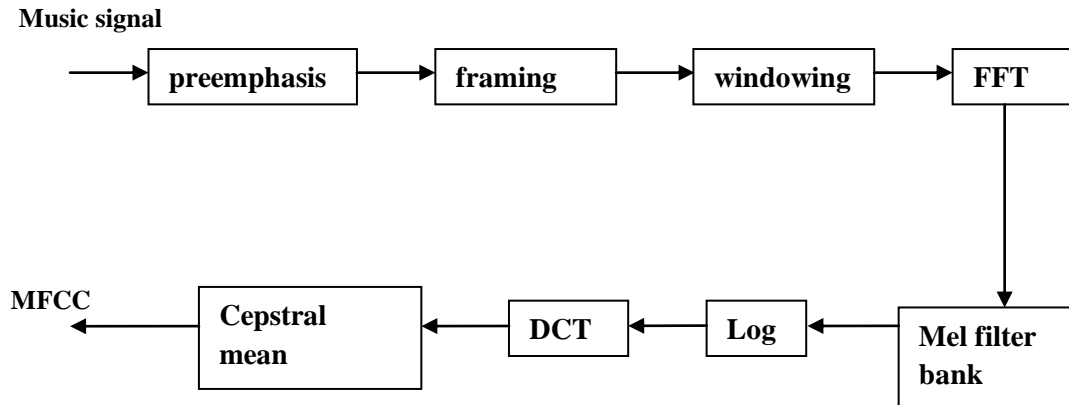 Music signal
preemphasis
framing
windowing
FFT
MFCC
Cepstral
mean
DCT
Log
Mel filter
bank